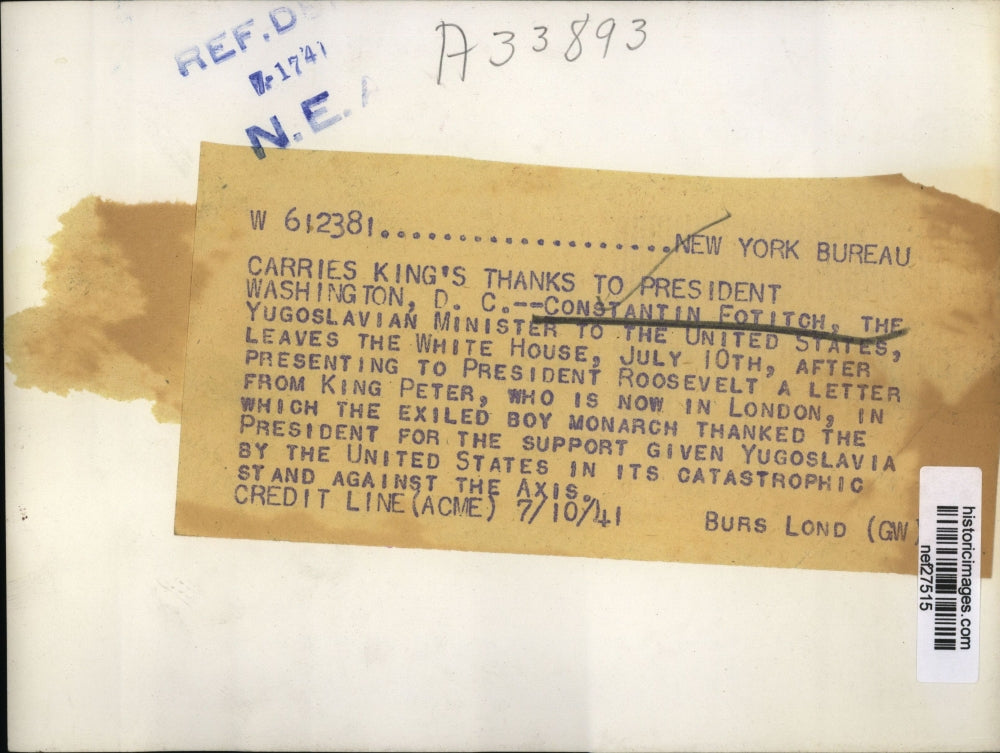 REF. D
17 '41
N. E. A
A33893
W 612381....................NEW YORK BUREAU
CARRIES KING'S THANKS TO PRESIDENT
WASHINGTON, D. C.--CONSTANTIN FOTITCH, THE
YUGOSLAVIAN MINISTER TO THE UNITED STATES,
LEAVES THE WHITE HOUSE, JULY 10TH, AFTER
PRESENTING TO PRESIDENT ROOSEVELT A LETTER
FROM KING PETER, WHO IS NOW IN LONDON, IN
WHICH THE EXILED BOY MONARCH THANKED THE
PRESIDENT FOR THE SUPPORT GIVEN YUGOSLAVIA
BY THE UNITED STATES IN ITS CATASTROPHIC
STAND AGAINST THE AXIS.
CREDIT LINE (ACME) 7/10/41 BURS LOND (GW)
historicimages.com
nef27515